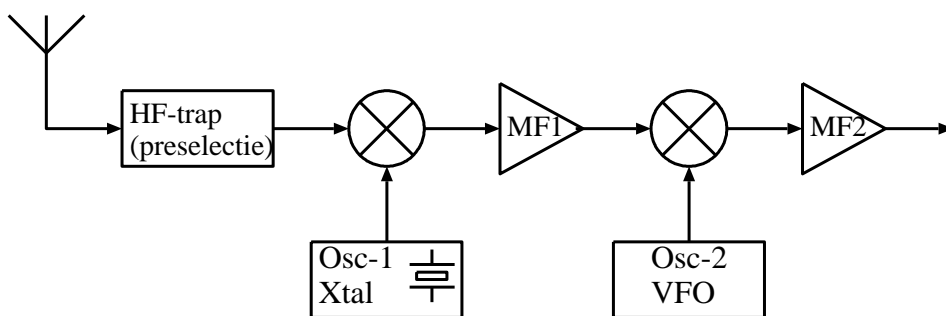 HF-trap
(preselectie)
MF1
MF2
Osc-1
Xtal
Osc-2
VFO